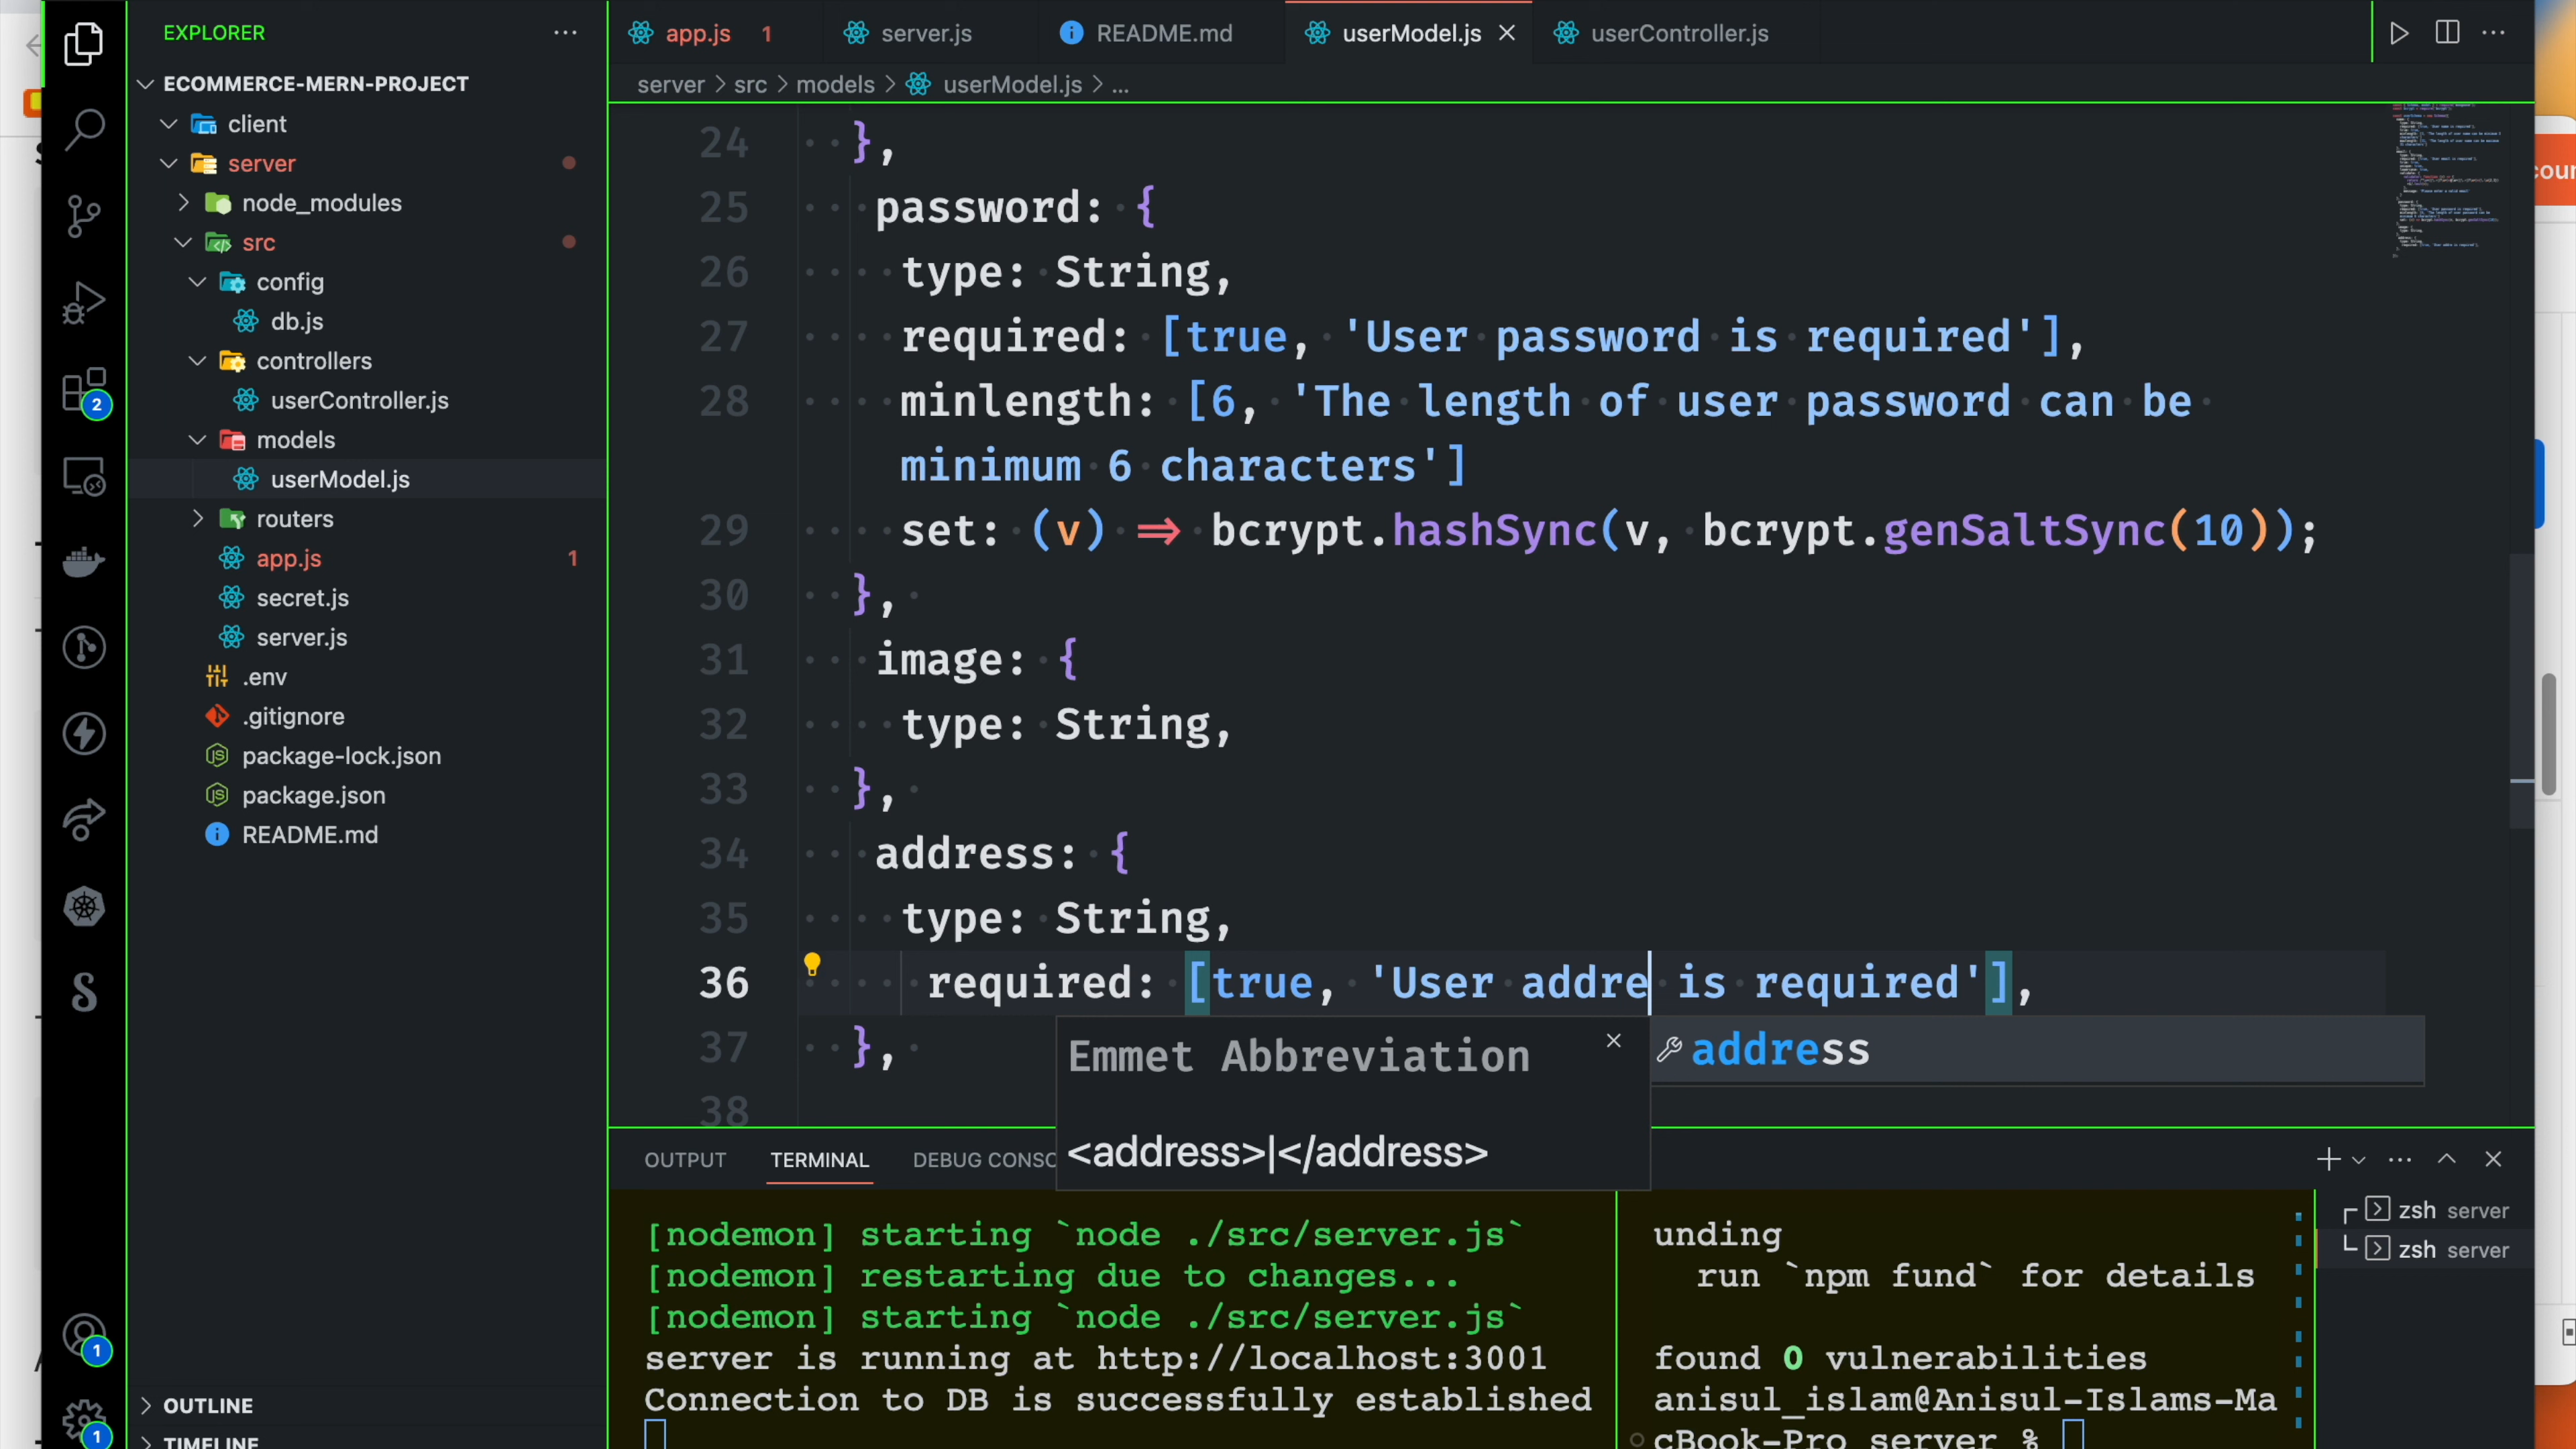 EXPLORER
ECOMMERCE-MERN-PROJECT
client
server
node_modules
src
config
db.js
controllers
userController.js
models
userModel.js
routers
app.js 1
secret.js
server.js
.env
.gitignore
package-lock.json
package.json
README.md
OUTLINE
TIMELINE
2
1
1
app.js 1 server.js README.md userModel.js userController.js
server > src > models > userModel.js > ...
24 },
25 password: {
26 type: String,
27 required: [true, 'User password is required'],
28 minlength: [6, 'The length of user password can be
minimum 6 characters']
29 set: (v) => bcrypt.hashSync(v, bcrypt.genSaltSync(10));
30 },
31 image: {
32 type: String,
33 },
34 address: {
35 type: String,
36 required: [true, 'User addre is required'],
37 },
38
Emmet Abbreviation
<address>|</address>
address
OUTPUT TERMINAL DEBUG CONSO
[nodemon] starting `node ./src/server.js`
[nodemon] restarting due to changes...
[nodemon] starting `node ./src/server.js`
server is running at http://localhost:3001
Connection to DB is successfully established
unding
run `npm fund` for details
found 0 vulnerabilities
anisul_islam@Anisul-Islams-Ma
cBook-Pro server %
zsh server
zsh server